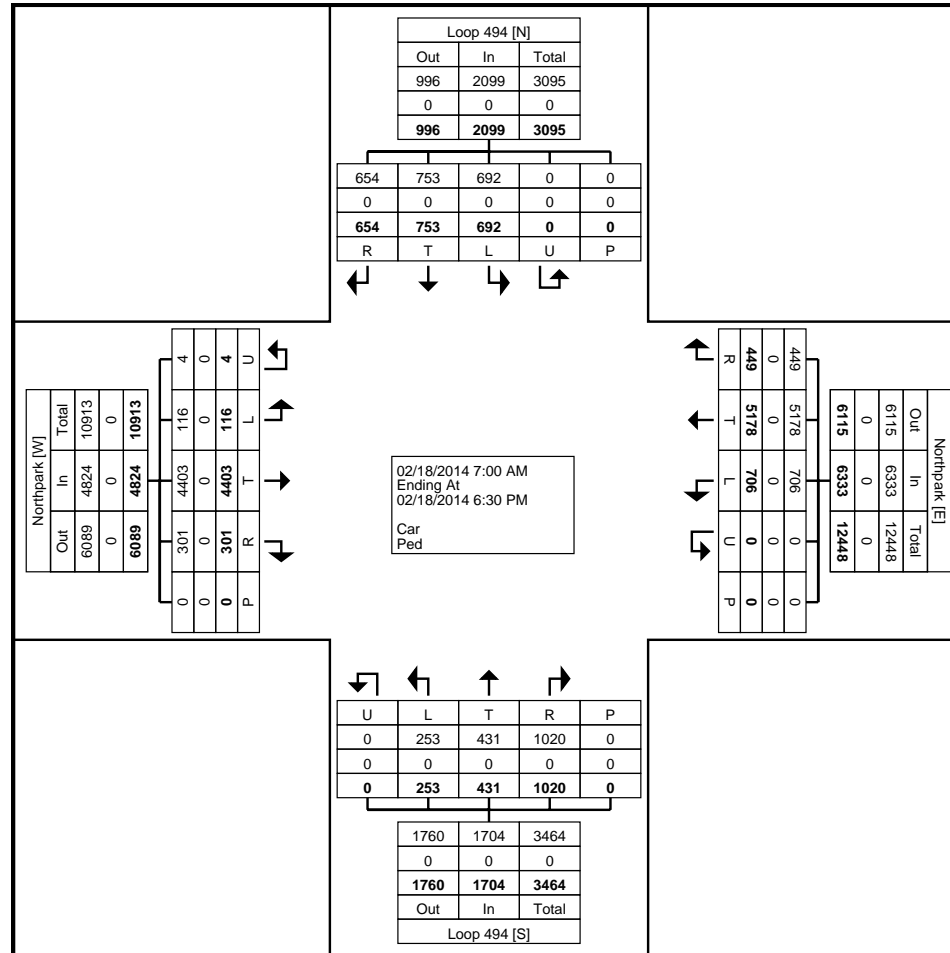 Loop 494 [N]
Out In Total
996 2099 3095
0 0 0
996 2099 3095
654 753 692 0 0
0 0 0 0 0
654 753 692 0 0
R T L U P
Northpark [W]
Total In Out
10913 4824 6089
0 0 0
10913 4824 6089
4 116 4403 301 0
0 0 0 0 0
4 116 4403 301 0
U L T R P
02/18/2014 7:00 AM
Ending At
02/18/2014 6:30 PM
Car
Ped
Northpark [E]
Out In Total
6115 6333 12448
0 0 0
6115 6333 12448
449 5178 706 0 0
0 0 0 0 0
449 5178 706 0 0
R T L U P
U L T R P
0 253 431 1020 0
0 0 0 0 0
0 253 431 1020 0
1760 1704 3464
0 0 0
1760 1704 3464
Out In Total
Loop 494 [S]